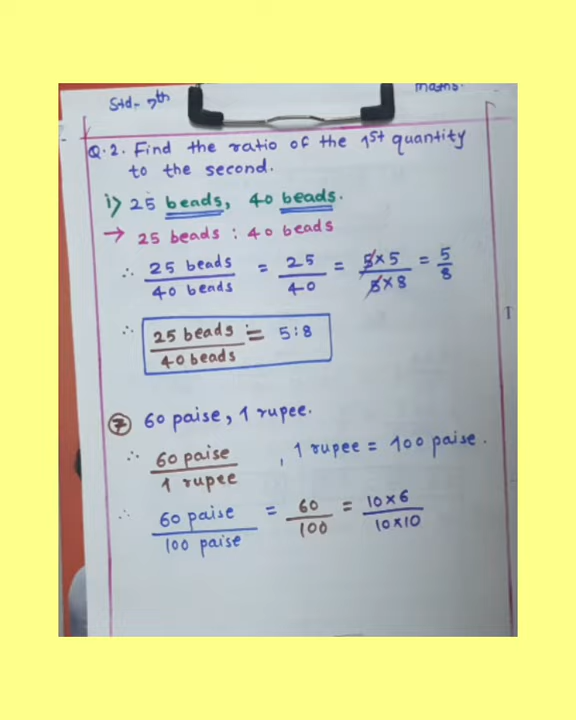 Std- 5th
Maths.
Q.2. Find the ratio of the 1st quantity
to the second.
i) 25 beads, 40 beads.
→ 25 beads : 40 beads
∴ 25 beads / 40 beads = 25 / 40 = 5×5 / 5×8 = 5 / 8
∴ 25 beads / 40 beads = 5:8
7 60 paise, 1 rupee.
∴ 60 paise / 1 rupee , 1 rupee = 100 paise.
∴ 60 paise / 100 paise = 60 / 100 = 10×6 / 10×10